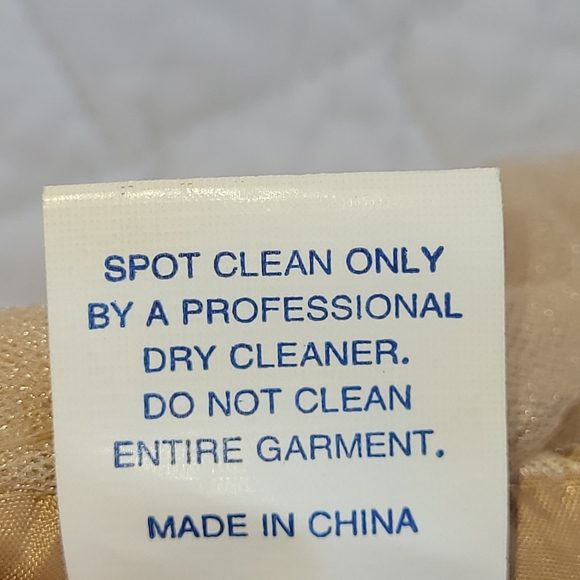 SPOT CLEAN ONLY
BY A PROFESSIONAL
DRY CLEANER.
DO NOT CLEAN
ENTIRE GARMENT.
MADE IN CHINA